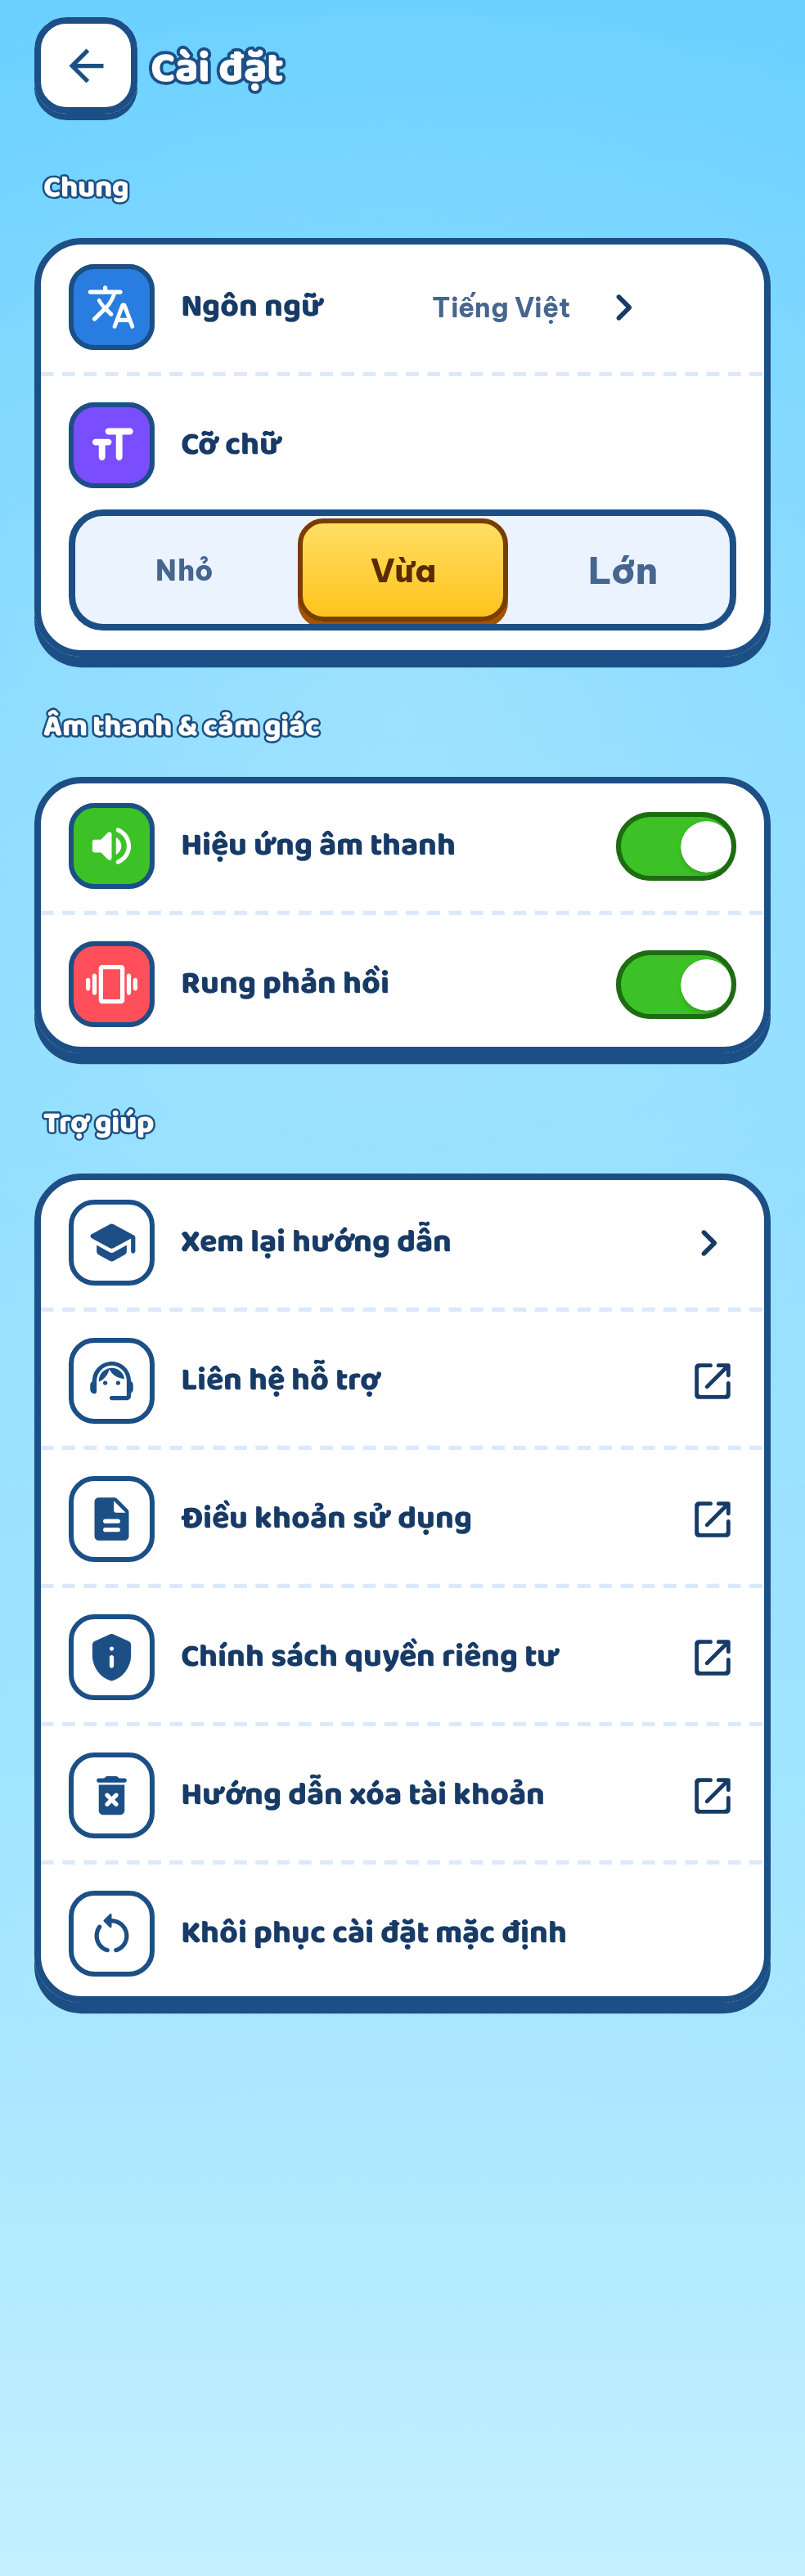 Cài đặt
Chung
Ngôn ngữ
Tiếng Việt
Cỡ chữ
Nhỏ
Vừa
Lớn
Âm thanh & cảm giác
Hiệu ứng âm thanh
Rung phản hồi
Trợ giúp
Xem lại hướng dẫn
Liên hệ hỗ trợ
Điều khoản sử dụng
Chính sách quyền riêng tư
Hướng dẫn xóa tài khoản
Khôi phục cài đặt mặc định